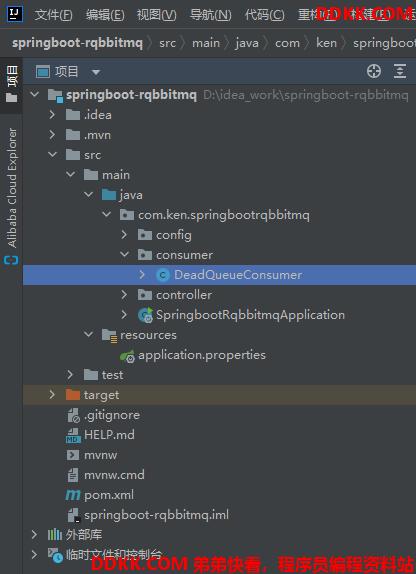 文件(F) 编辑(E) 视图(V) 导航(N) 代码(C) 重构
DDKK.COM
springboot-rqbbitmq src main java com ken springboot
项目
项目
springboot-rqbbitmq D:\idea_work\springboot-rqbbitmq
.idea
.mvn
Alibaba Cloud Explorer
src
main
java
com.ken.springbootrqbbitmq
config
consumer
DeadQueueConsumer
controller
SpringbootRqbbitmqApplication
resources
application.properties
test
target
.gitignore
HELP.md
mvnw
mvnw.cmd
pom.xml
springboot-rqbbitmq.iml
外部库
临时文件和控制台
DDKK.COM 弟弟快看，程序员编程资料站